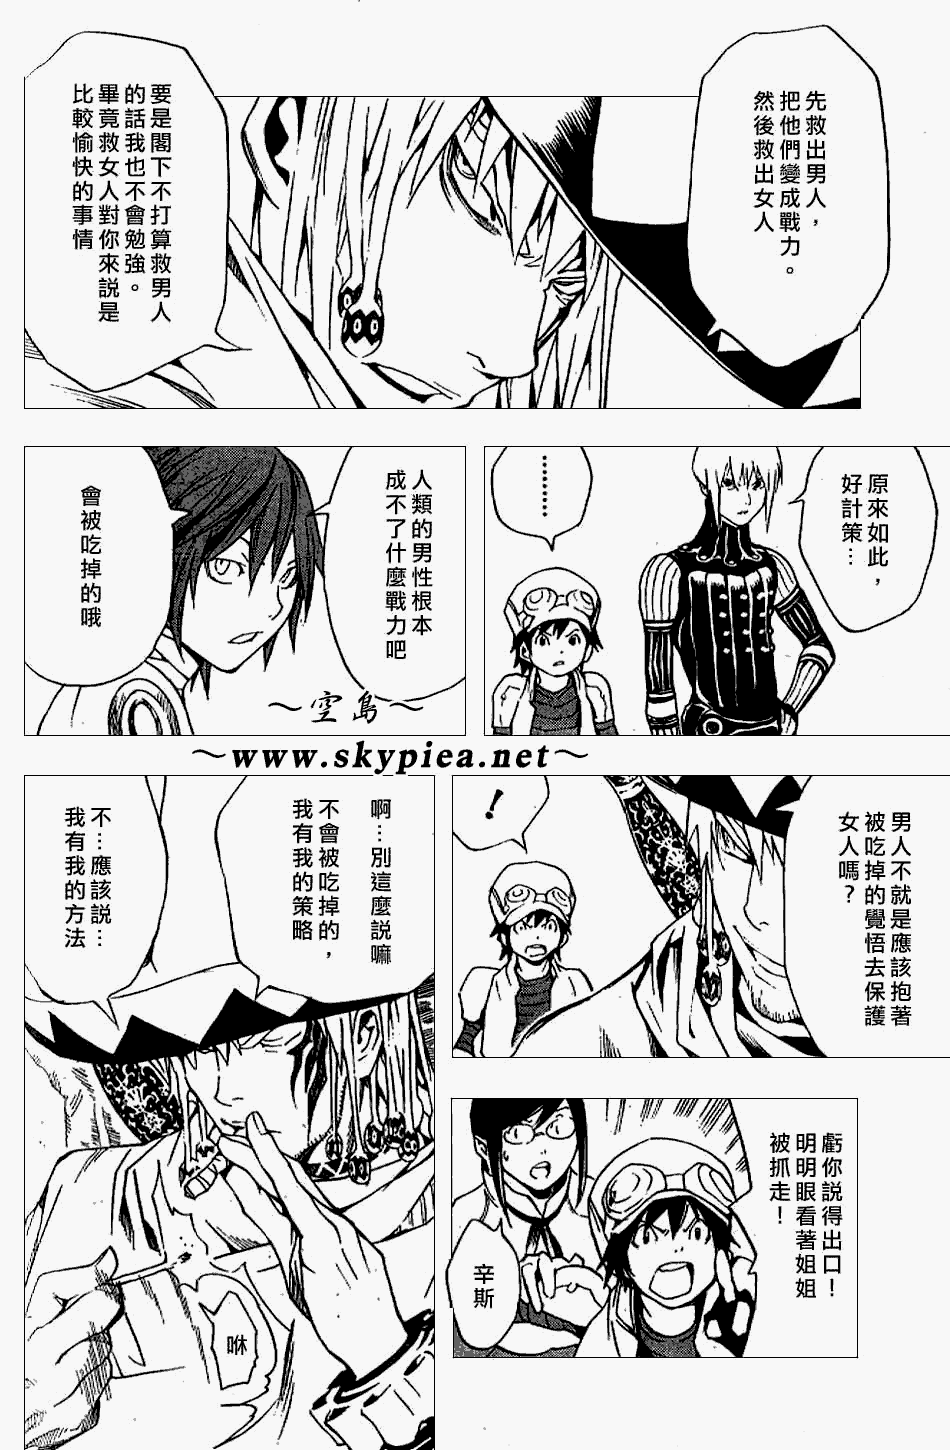 先救出男人，
把他們變成戰力。
然後救出女人
要是閣下不打算救男人
的話我也不會勉強。
畢竟救女人對你來說是
比較愉快的事情
原來如此，
好計策…
………
人類的男性根本
成不了什麼戰力吧
會被吃掉的哦
～空島～
～www.skypiea.net～
男人不就是應該抱著
被吃掉的覺悟去保護
女人嗎？
！
虧你說得出口！
明明眼看著姐姐
被抓走！
辛斯
啊…別這麼說嘛
不會被吃掉的，
我有我的策略
不…應該說…
我有我的方法
咻